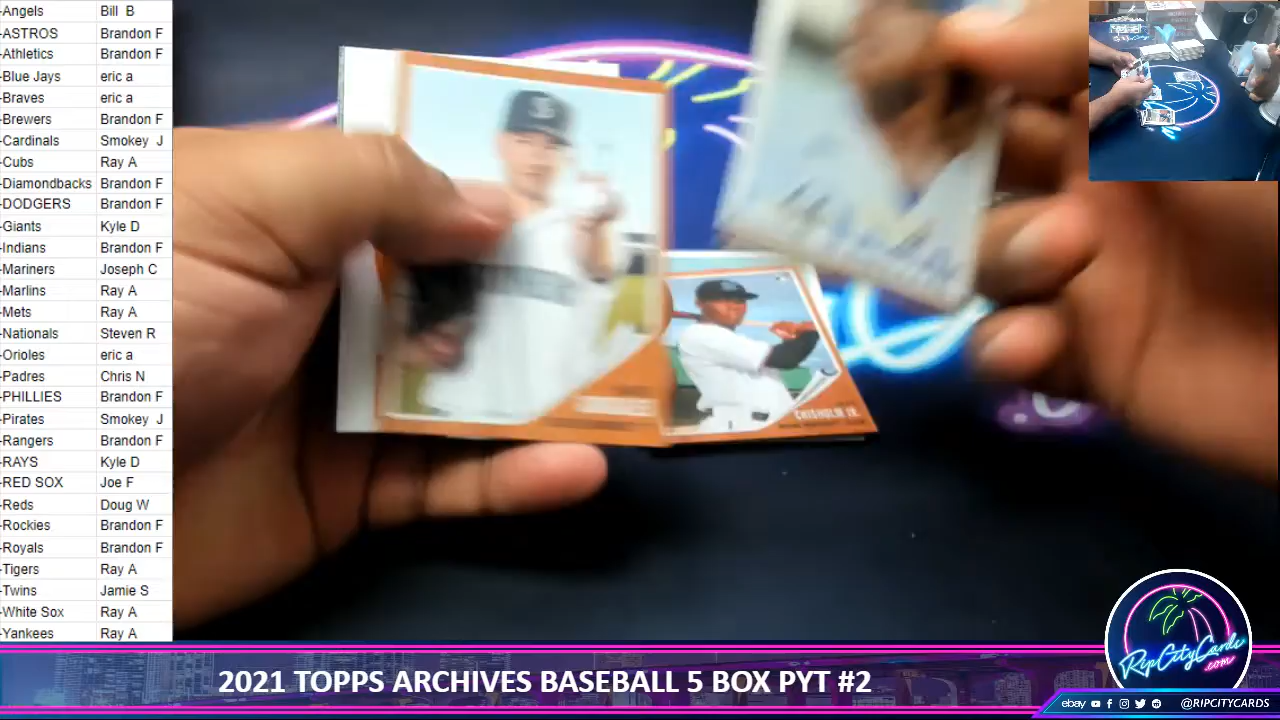 -Angels Bill B
-ASTROS Brandon F
-Athletics Brandon F
-Blue Jays eric a
-Braves eric a
-Brewers Brandon F
-Cardinals Smokey J
-Cubs Ray A
-Diamondbacks Brandon F
-DODGERS Brandon F
-Giants Kyle D
-Indians Brandon F
-Mariners Joseph C
-Marlins Ray A
-Mets Ray A
-Nationals Steven R
-Orioles eric a
-Padres Chris N
-PHILLIES Brandon F
-Pirates Smokey J
-Rangers Brandon F
-RAYS Kyle D
-RED SOX Joe F
-Reds Doug W
-Rockies Brandon F
-Royals Brandon F
-Tigers Ray A
-Twins Jamie S
-White Sox Ray A
-Yankees Ray A
CHISHOLM JR.
RipCityCards
.com
2021 TOPPS ARCHIVES BASEBALL 5 BOX PYT #2
ebay @RIPCITYCARDS